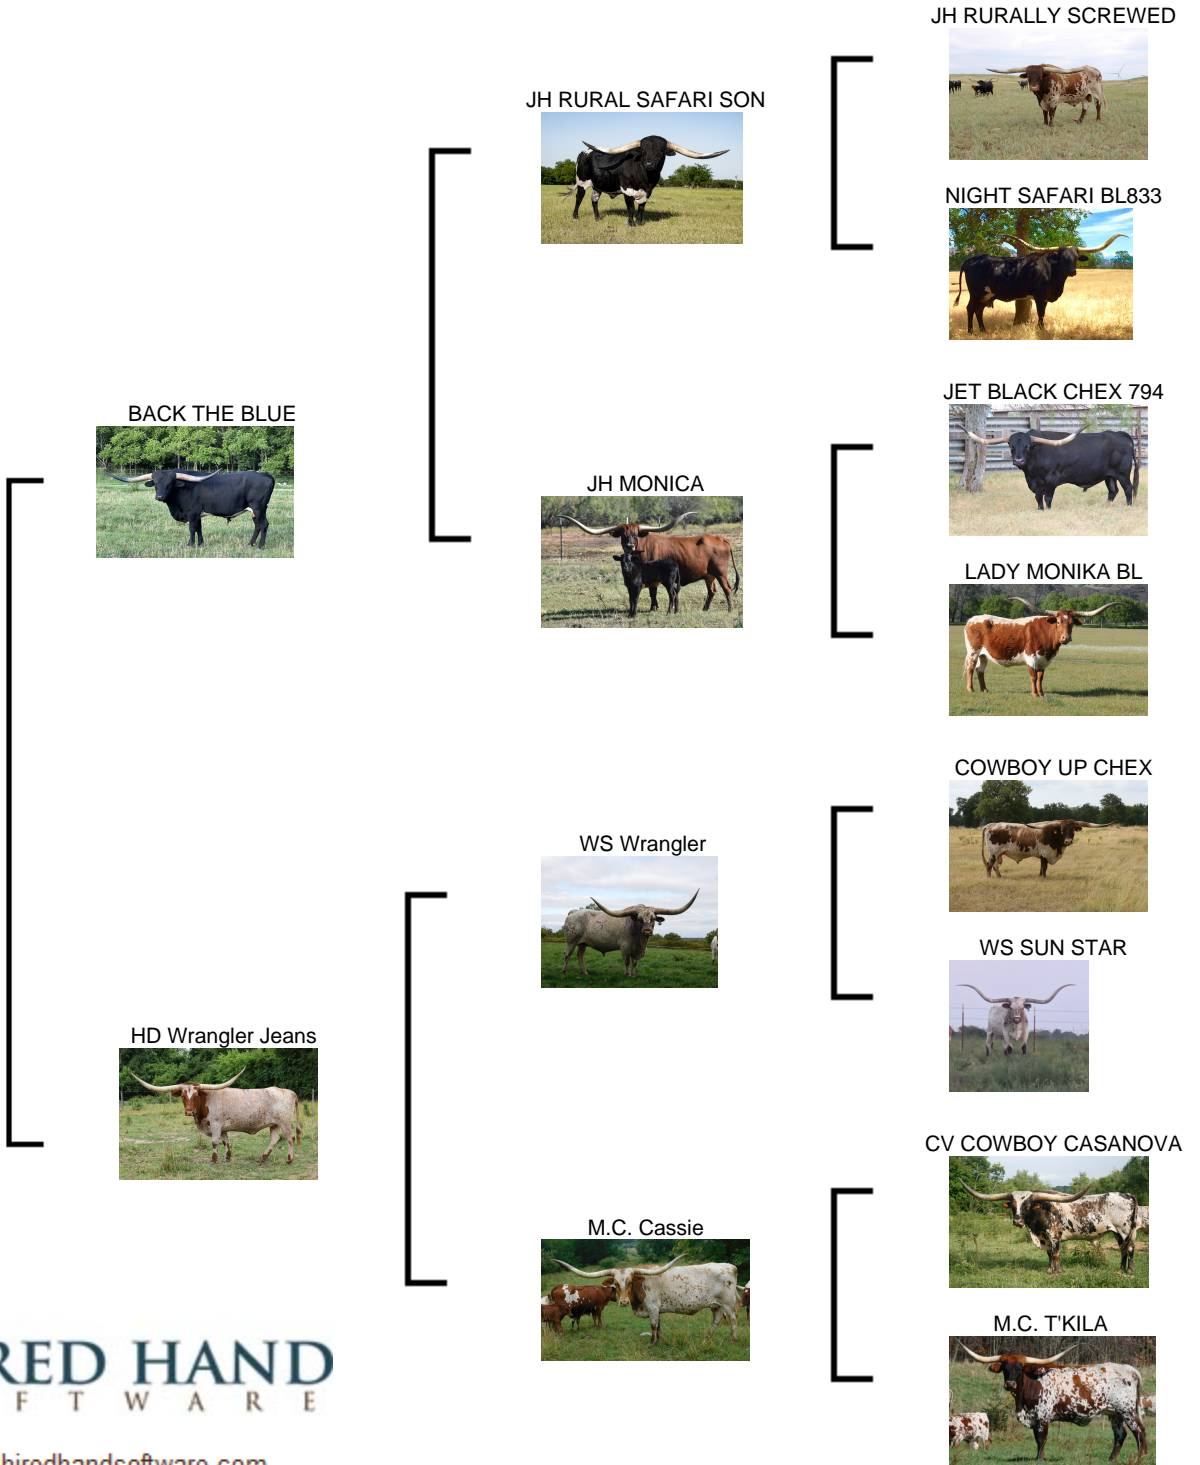 JH RURALLY SCREWED
JH RURAL SAFARI SON
NIGHT SAFARI BL833
BACK THE BLUE
JET BLACK CHEX 794
JH MONICA
LADY MONIKA BL
COWBOY UP CHEX
WS Wrangler
WS SUN STAR
HD Wrangler Jeans
CV COWBOY CASANOVA
M.C. Cassie
M.C. T'KILA
RED HAND
F T W A R E
hiredhandsoftware.com